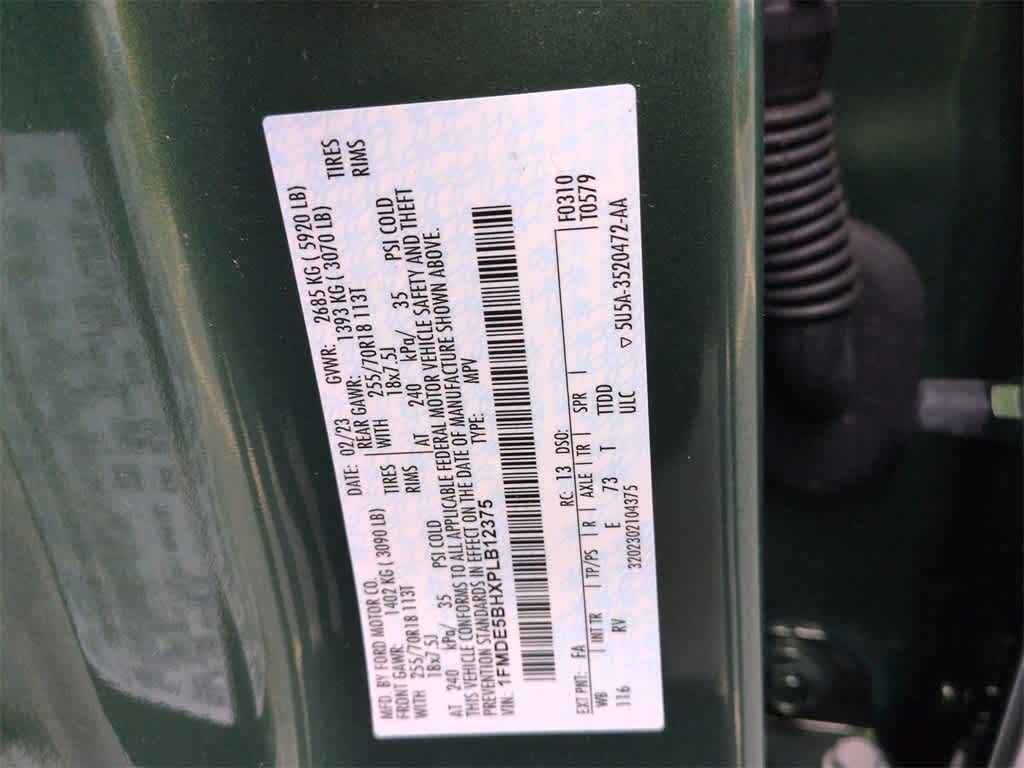 MFD. BY FORD MOTOR CO.
DATE: 02/23 GVWR: 2685 KG ( 5920 LB)
FRONT GAWR: 1402 KG ( 3090 LB)
REAR GAWR: 1393 KG ( 3070 LB)
WITH 255/70R18 113T TIRES
WITH 255/70R18 113T TIRES
18x7.5J RIMS
18x7.5J RIMS
AT 240 kPa/ 35 PSI COLD
AT 240 kPa/ 35 PSI COLD
THIS VEHICLE CONFORMS TO ALL APPLICABLE FEDERAL MOTOR VEHICLE SAFETY AND THEFT
PREVENTION STANDARDS IN EFFECT ON THE DATE OF MANUFACTURE SHOWN ABOVE.
VIN: 1FMDE5BHXPLB12375 TYPE: MPV
F0310
T0579
EXT PNT: EA RC: 13 DSO:
WB INT TR TP/PS R AXLE TR SPR
116 RV E 73 T TTDD
ULC
3202302104375
▽ 5U5A-3520472-AA